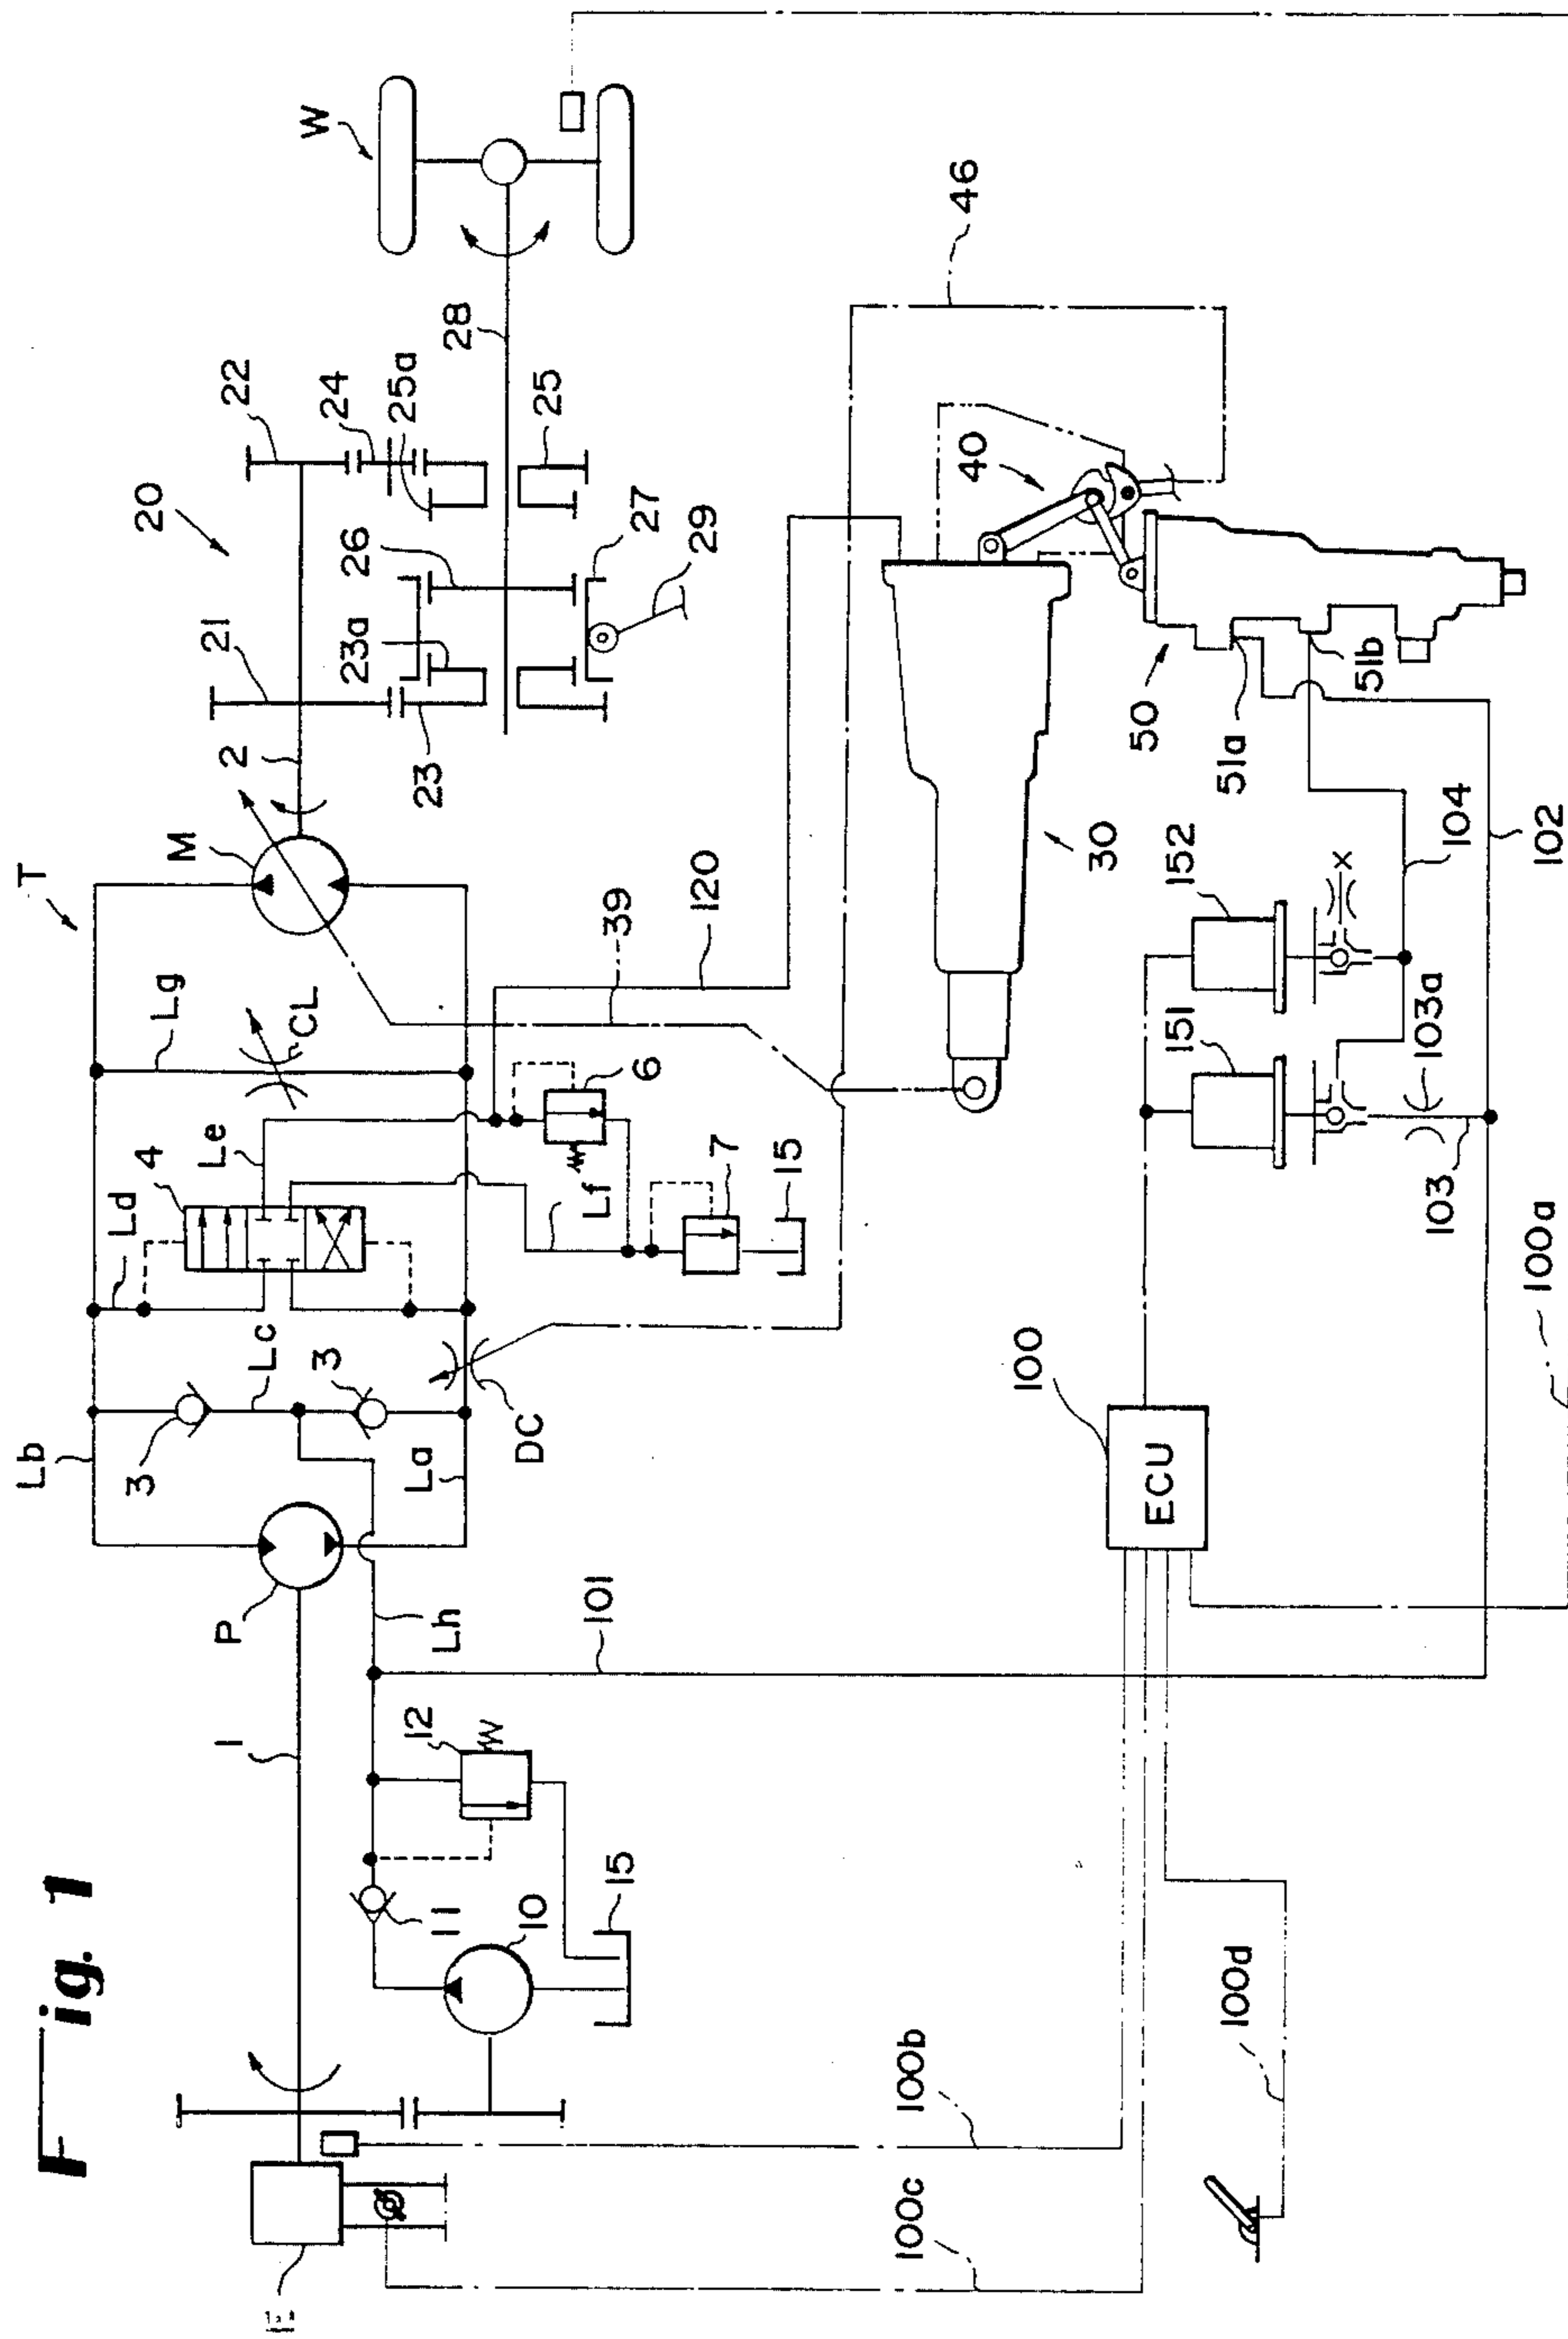 Fig. 1
T
20
22
W
21
26
24
25a
28
2
M
23a
23
25
27
29
Lg
CL
Ld
4
Le
Lb
Lc
3
3
La
DC
P
1
Lh
12
11
10
15
E
6
Lf
7
15
39
120
46
40
30
50
51a
51b
101
152
151
103a
103
104
102
100
ECU
100a
100b
100c
100d
x